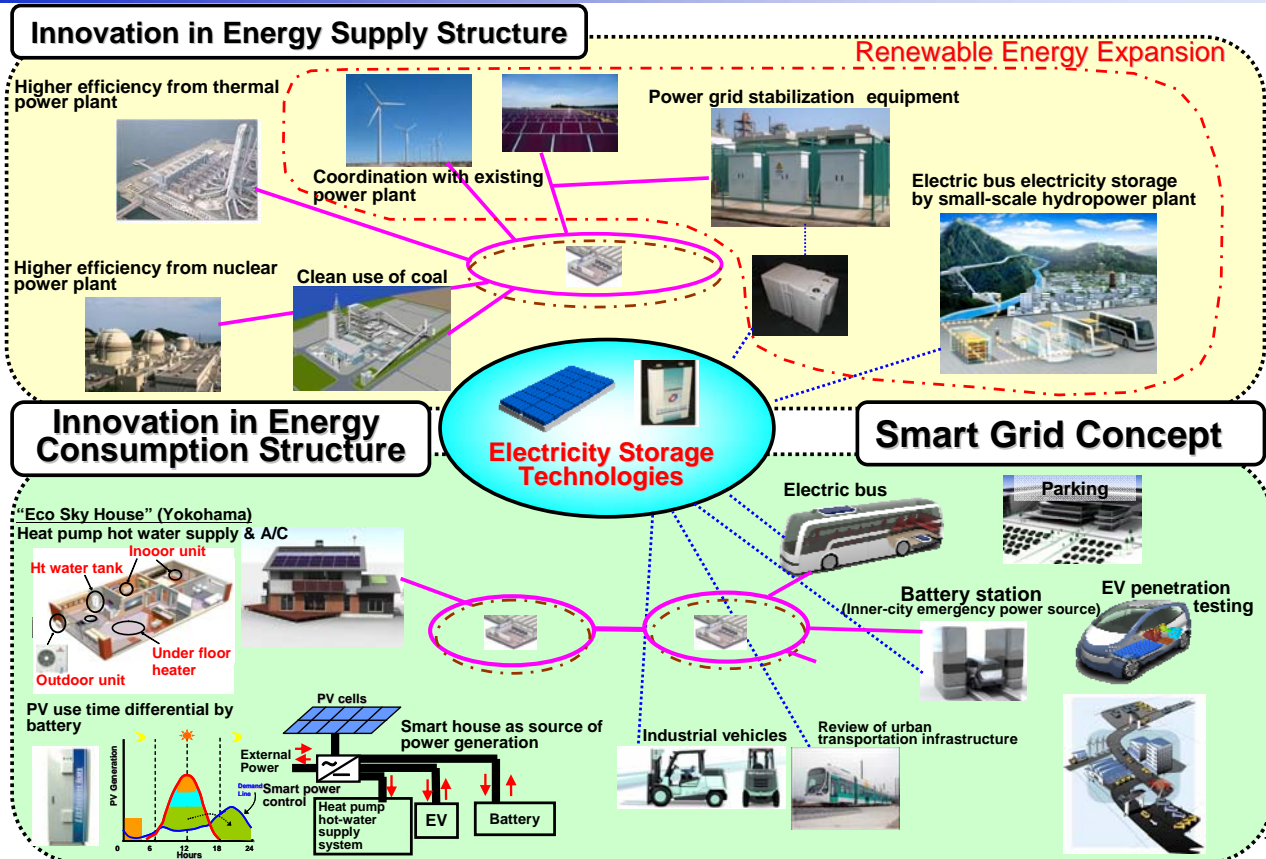 Innovation in Energy Supply Structure
Renewable Energy Expansion
Higher efficiency from thermal
power plant
Power grid stabilization equipment
Coordination with existing
power plant
Electric bus electricity storage
by small-scale hydropower plant
Higher efficiency from nuclear
power plant
Clean use of coal
Innovation in Energy
Consumption Structure
Electricity Storage
Technologies
Smart Grid Concept
“Eco Sky House” (Yokohama)
Heat pump hot water supply & A/C
Inooor unit
Ht water tank
Under floor
heater
Outdoor unit
Electric bus
Parking
Battery station
(Inner-city emergency power source)
EV penetration
testing
PV use time differential by
battery
PV Generation
Demand
Line
Smart power
control
0 6 12 18 24
Hours
PV cells
Smart house as source of
power generation
External
Power
Heat pump
hot-water
supply
system
EV
Battery
Industrial vehicles
Review of urban
transportation infrastructure